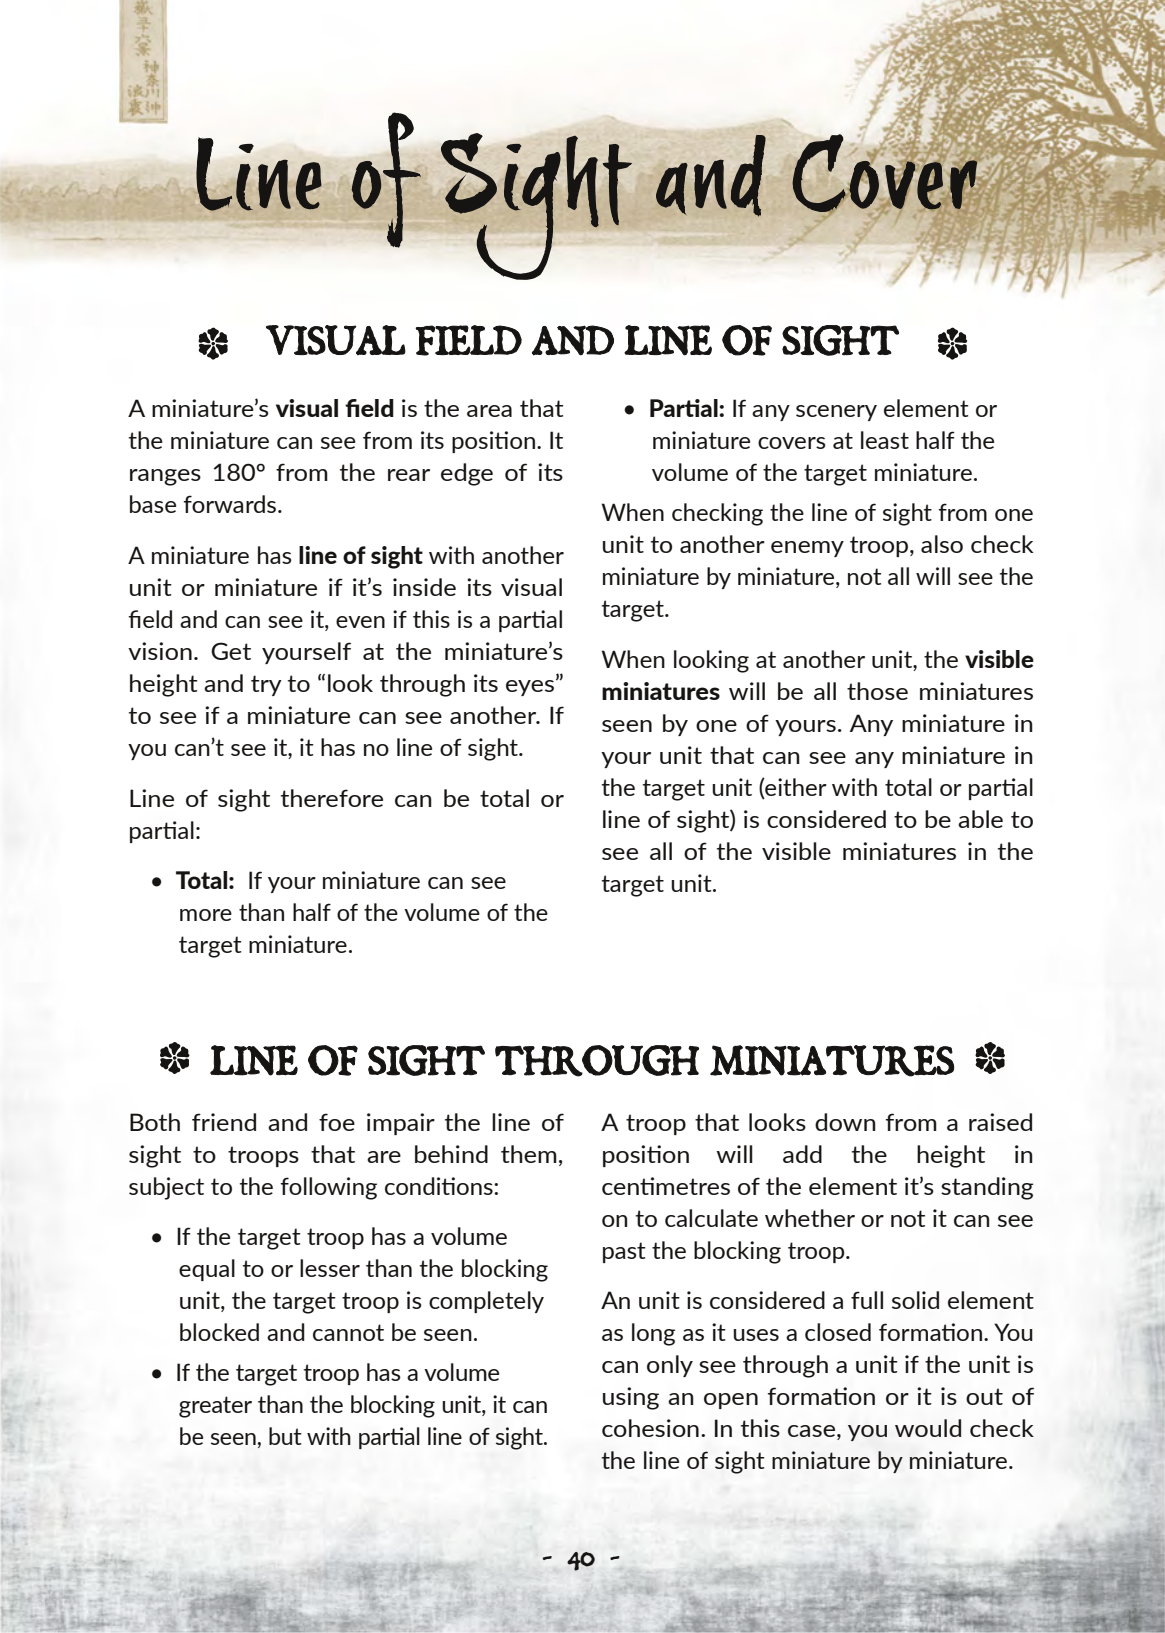 嶽三十六景
神奈川沖
浪裏
Line of Sight and Cover
VISUAL FIELD AND LINE OF SIGHT
A miniature’s visual field is the area that
the miniature can see from its position. It
ranges 180º from the rear edge of its
base forwards.
A miniature has line of sight with another
unit or miniature if it’s inside its visual
field and can see it, even if this is a partial
vision. Get yourself at the miniature’s
height and try to “look through its eyes”
to see if a miniature can see another. If
you can’t see it, it has no line of sight.
Line of sight therefore can be total or
partial:
• Total: If your miniature can see
more than half of the volume of the
target miniature.
• Partial: If any scenery element or
miniature covers at least half the
volume of the target miniature.
When checking the line of sight from one
unit to another enemy troop, also check
miniature by miniature, not all will see the
target.
When looking at another unit, the visible
miniatures will be all those miniatures
seen by one of yours. Any miniature in
your unit that can see any miniature in
the target unit (either with total or partial
line of sight) is considered to be able to
see all of the visible miniatures in the
target unit.
LINE OF SIGHT THROUGH MINIATURES
Both friend and foe impair the line of
sight to troops that are behind them,
subject to the following conditions:
• If the target troop has a volume
equal to or lesser than the blocking
unit, the target troop is completely
blocked and cannot be seen.
• If the target troop has a volume
greater than the blocking unit, it can
be seen, but with partial line of sight.
A troop that looks down from a raised
position will add the height in
centimetres of the element it’s standing
on to calculate whether or not it can see
past the blocking troop.
An unit is considered a full solid element
as long as it uses a closed formation. You
can only see through a unit if the unit is
using an open formation or it is out of
cohesion. In this case, you would check
the line of sight miniature by miniature.
- 40 -